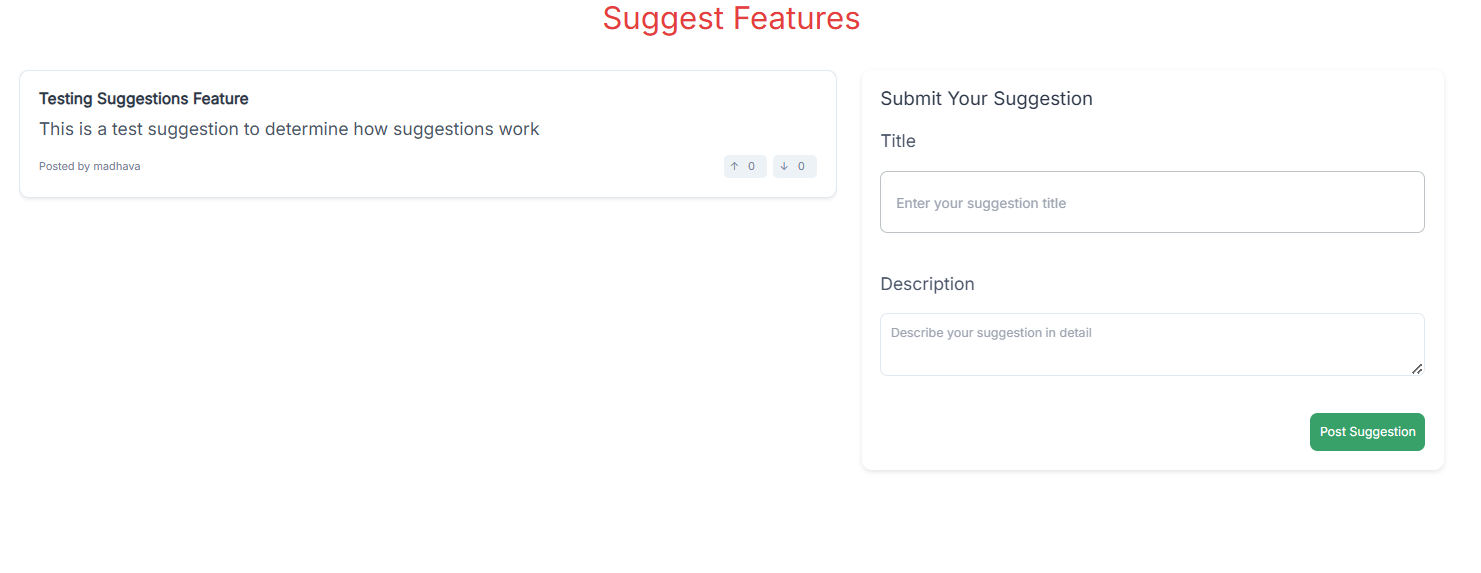 Suggest Features
Testing Suggestions Feature
This is a test suggestion to determine how suggestions work
Posted by madhava
↑ 0 ↓ 0
Submit Your Suggestion
Title
Enter your suggestion title
Description
Describe your suggestion in detail
Post Suggestion